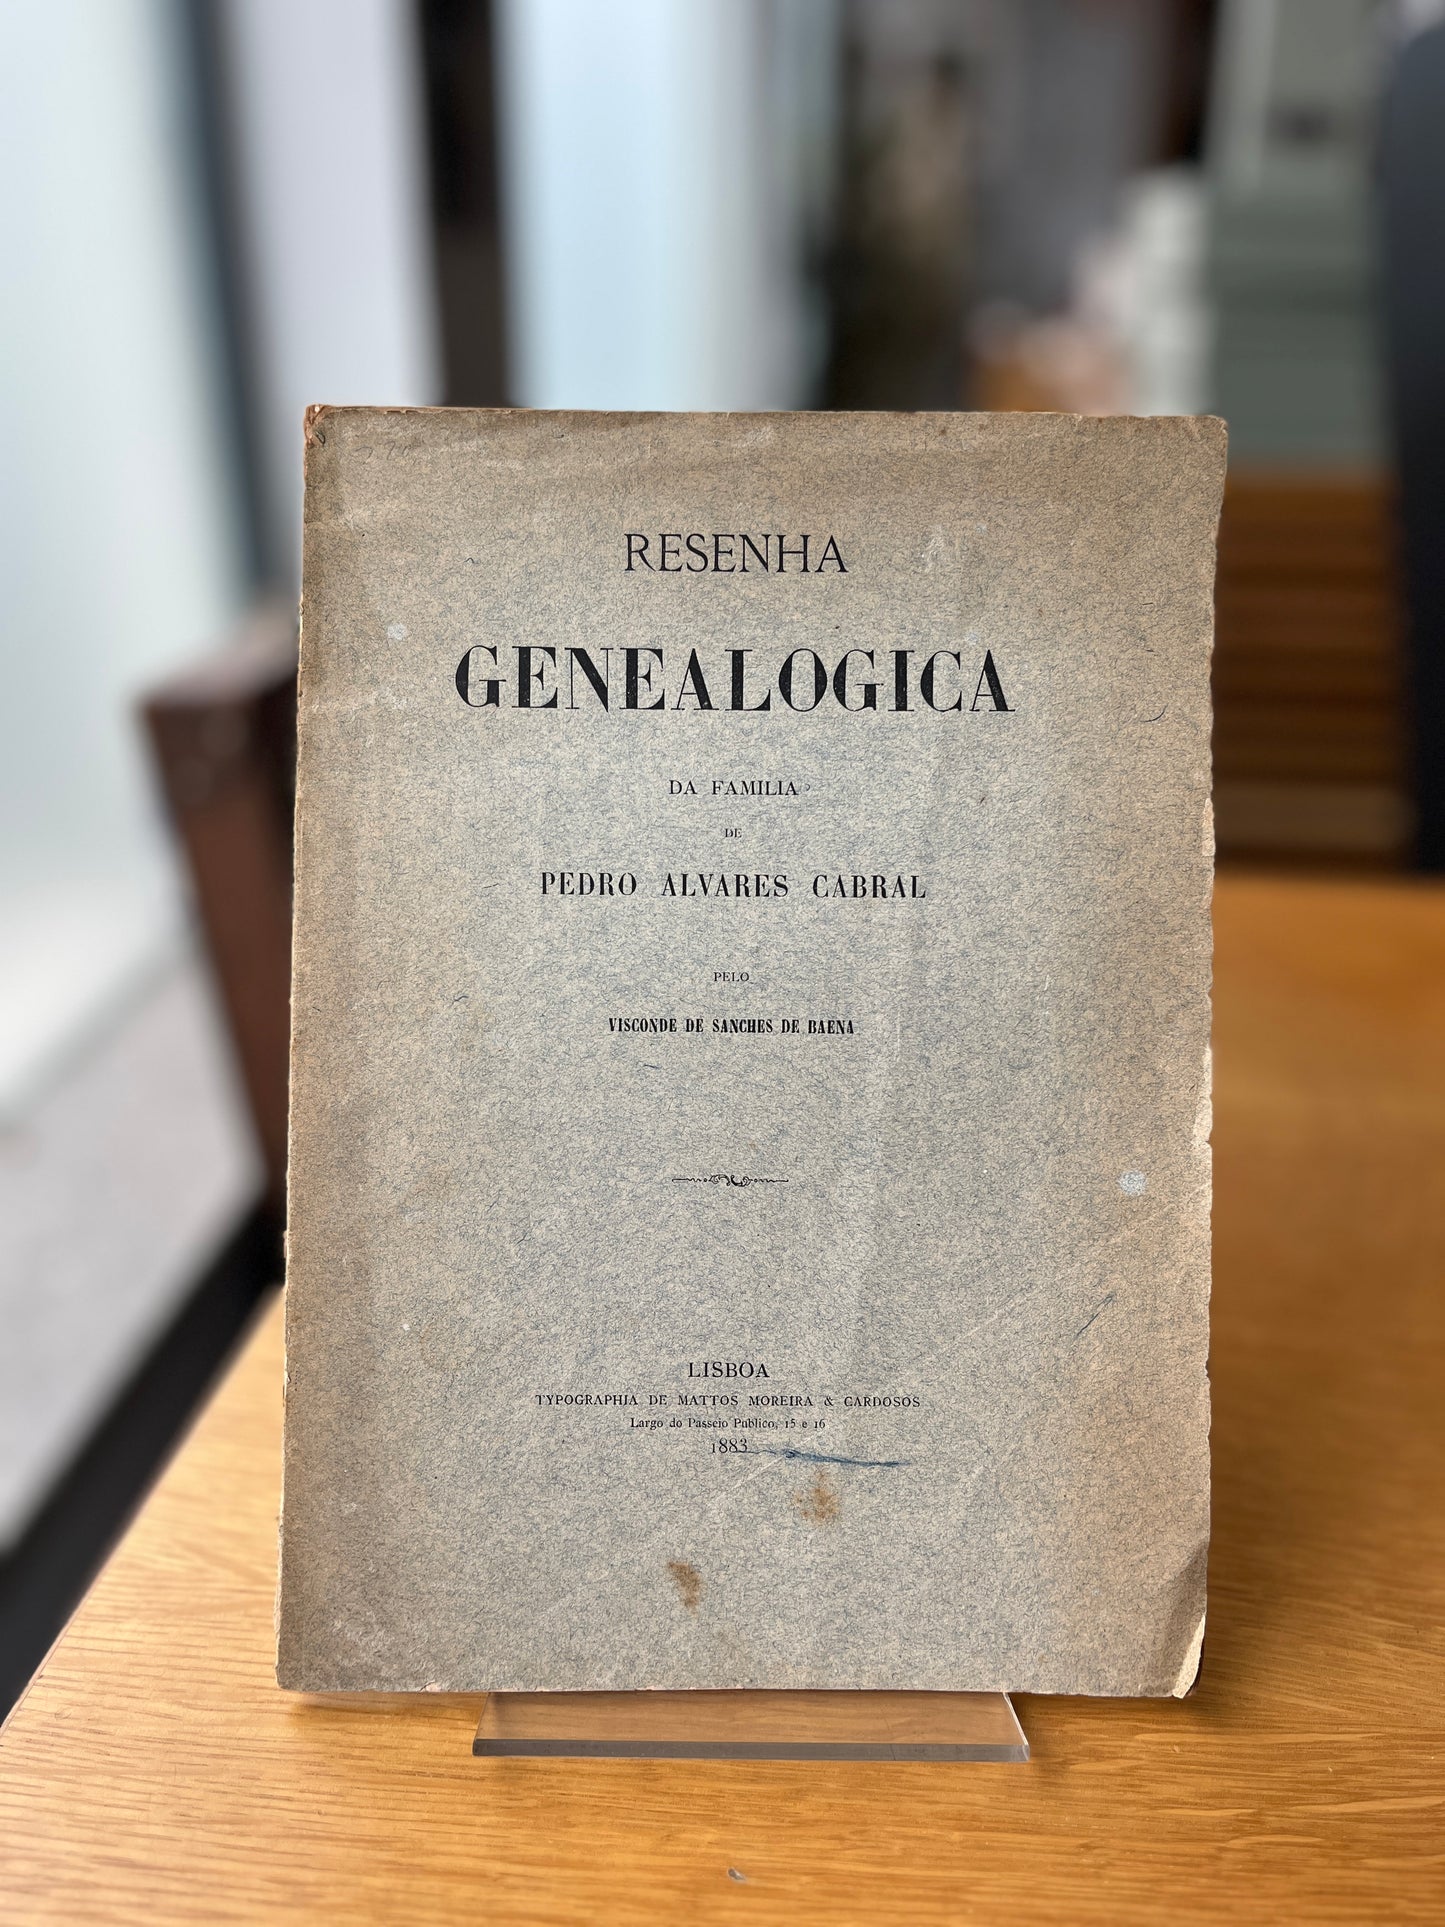 RESENHA
GENEALOGICA
DA FAMILIA
DE
PEDRO ALVARES CABRAL
PELO
VISCONDE DE SANCHES DE BAENA
LISBOA
TYPOGRAPHIA DE MATTOS MOREIRA & CARDOSOS
Largo do Passeio Publico, 15 e 16
1883